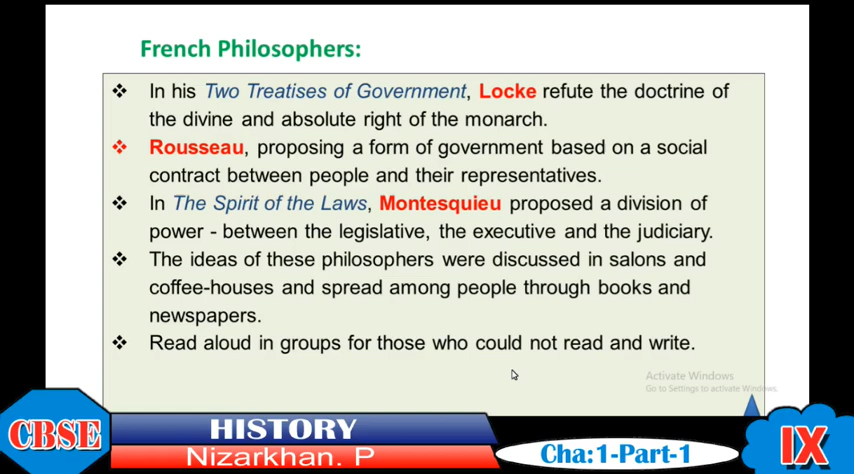 French Philosophers:
❖ In his Two Treatises of Government, Locke refute the doctrine of
the divine and absolute right of the monarch.
❖ Rousseau, proposing a form of government based on a social
contract between people and their representatives.
❖ In The Spirit of the Laws, Montesquieu proposed a division of
power - between the legislative, the executive and the judiciary.
❖ The ideas of these philosophers were discussed in salons and
coffee-houses and spread among people through books and
newspapers.
❖ Read aloud in groups for those who could not read and write.
Activate Windows
Go to Settings to activate Windows.
CBSE
HISTORY
Nizarkhan. P
Cha:1-Part-1
IX